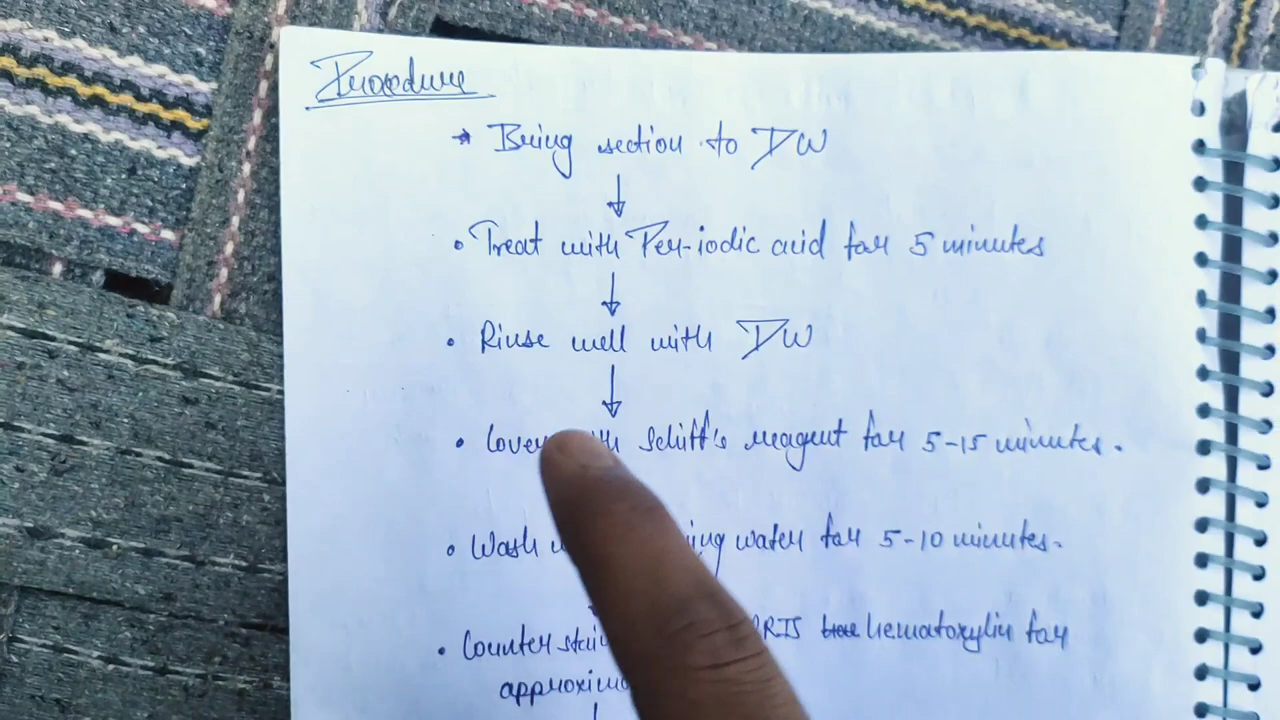 Procedure
* Bring section to DW
↓
• Treat with Per-iodic acid for 5 minutes
↓
• Rinse well with DW
↓
• Cover Schiff's reagent for 5-15 minutes.
• Wash water for 5-10 minutes.
• Counter hematoxylin for